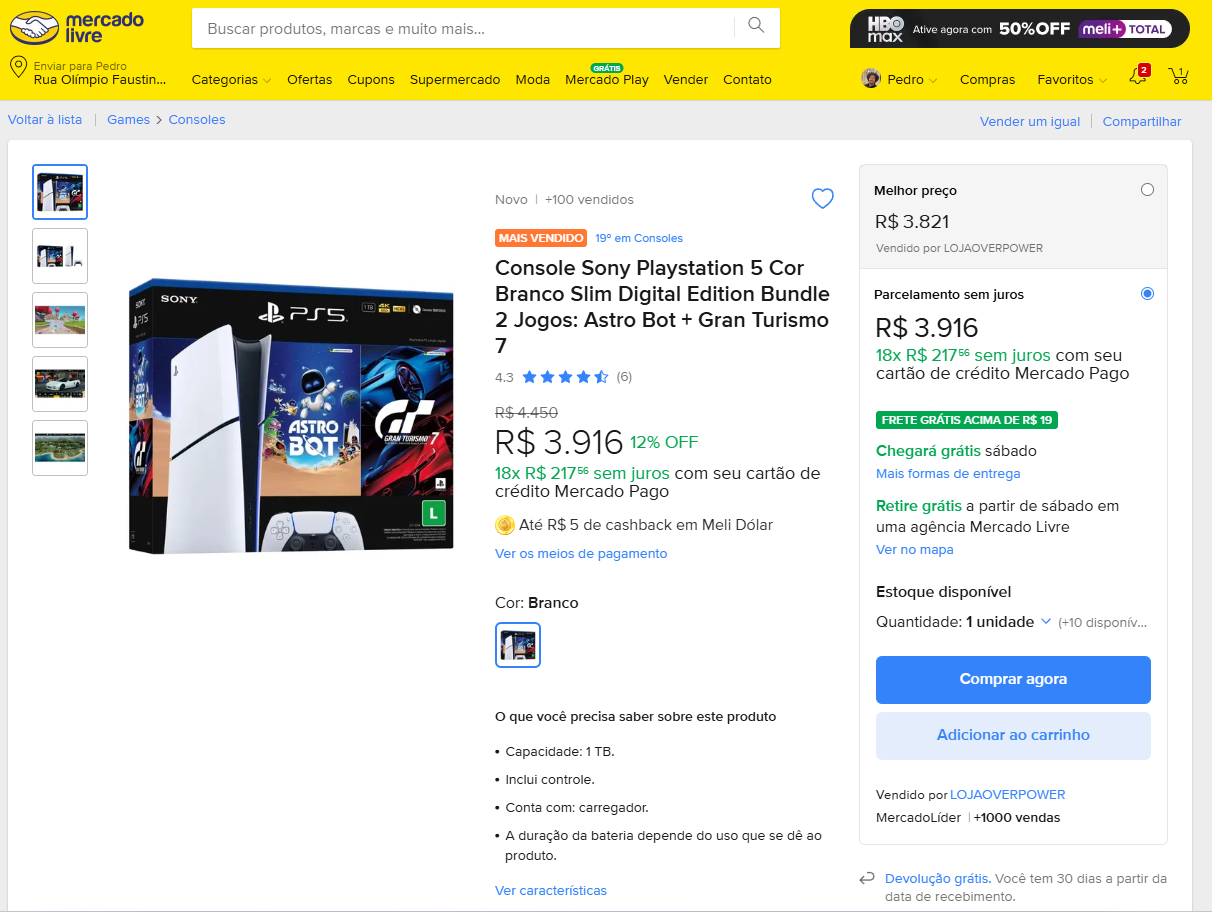 mercado
livre
Buscar produtos, marcas e muito mais...
HBO
max
Ative agora com 50%OFF meli+ TOTAL
Enviar para Pedro
Rua Olímpio Faustin...
Categorias
Ofertas
Cupons
Supermercado
Moda
GRÁTIS
Mercado Play
Vender
Contato
Pedro
Compras
Favoritos
2
1
Voltar à lista | Games > Consoles
Vender um igual | Compartilhar
SONY
PS5
1TB
4K
HDR
SONY
PS5
ASTRO
BOT
GT
GRAN TURISMO 7
L
Novo | +100 vendidos
MAIS VENDIDO 19º em Consoles
Console Sony Playstation 5 Cor
Branco Slim Digital Edition Bundle
2 Jogos: Astro Bot + Gran Turismo
7
4.3 (6)
R$ 4.450
R$ 3.916 12% OFF
18x R$ 217⁵⁶ sem juros com seu cartão de
crédito Mercado Pago
Até R$ 5 de cashback em Meli Dólar
Ver os meios de pagamento
Cor: Branco
O que você precisa saber sobre este produto
• Capacidade: 1 TB.
• Inclui controle.
• Conta com: carregador.
• A duração da bateria depende do uso que se dê ao
produto.
Ver características
Melhor preço
R$ 3.821
Vendido por LOJAOVERPOWER
Parcelamento sem juros
R$ 3.916
18x R$ 217⁵⁶ sem juros com seu
cartão de crédito Mercado Pago
FRETE GRÁTIS ACIMA DE R$ 19
Chegará grátis sábado
Mais formas de entrega
Retire grátis a partir de sábado em
uma agência Mercado Livre
Ver no mapa
Estoque disponível
Quantidade: 1 unidade (+10 disponív...
Comprar agora
Adicionar ao carrinho
Vendido por LOJAOVERPOWER
MercadoLíder | +1000 vendas
Devolução grátis. Você tem 30 dias a partir da
data de recebimento.